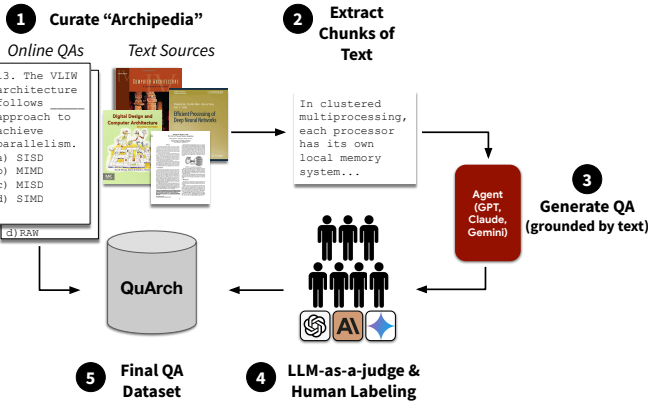 1 Curate “Archipedia”
Online QAs
Text Sources
13. The VLIW
architecture
follows _____
approach to
achieve
parallelism.
a) SISD
b) MIMD
c) MISD
d) SIMD
d)RAW
Computer Architecture
Digital Design and
Computer Architecture
Efficient Processing of
Deep Neural Networks
2 Extract
Chunks of
Text
In clustered
multiprocessing,
each processor
has its own
local memory
system...
Agent
(GPT,
Claude,
Gemini)
3
Generate QA
(grounded by text)
QuArch
AI
5 Final QA
Dataset
4 LLM-as-a-judge &
Human Labeling